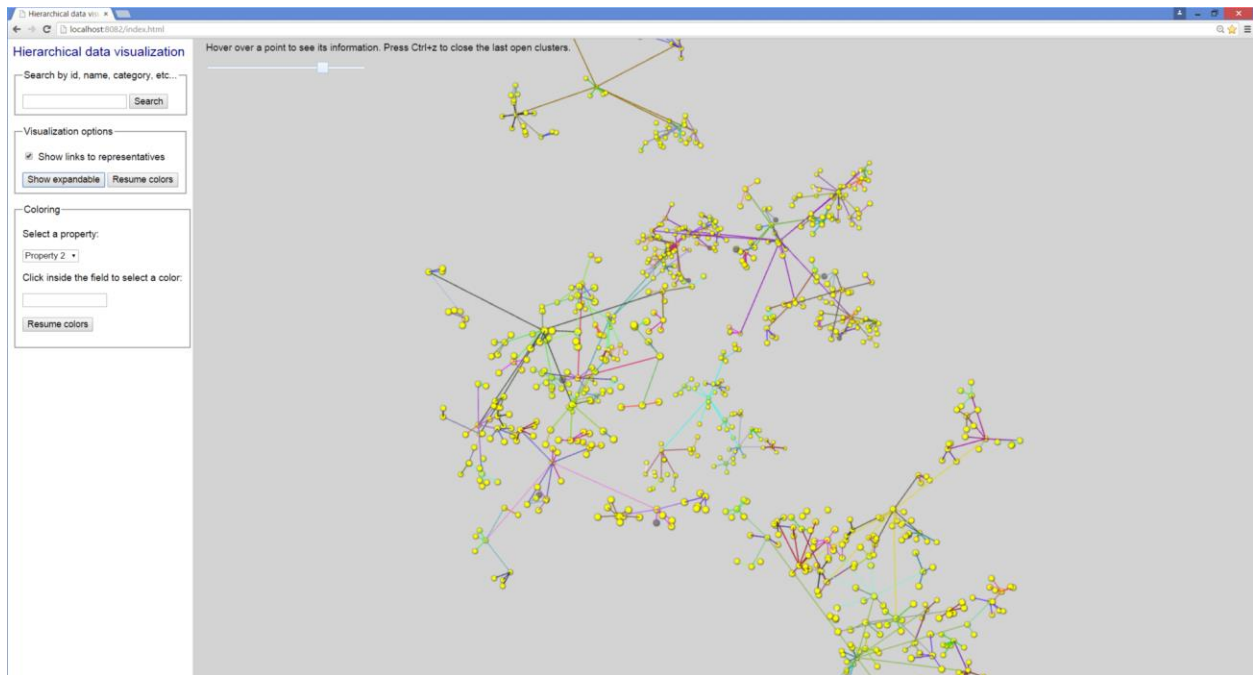 Hierarchical data vis
localhost:8082/index.html
Hierarchical data visualization
Search by id, name, category, etc...
Search
Visualization options
Show links to representatives
Show expandable
Resume colors
Coloring
Select a property:
Property 2
Click inside the field to select a color:
Resume colors
Hover over a point to see its information. Press Ctrl+z to close the last open clusters.